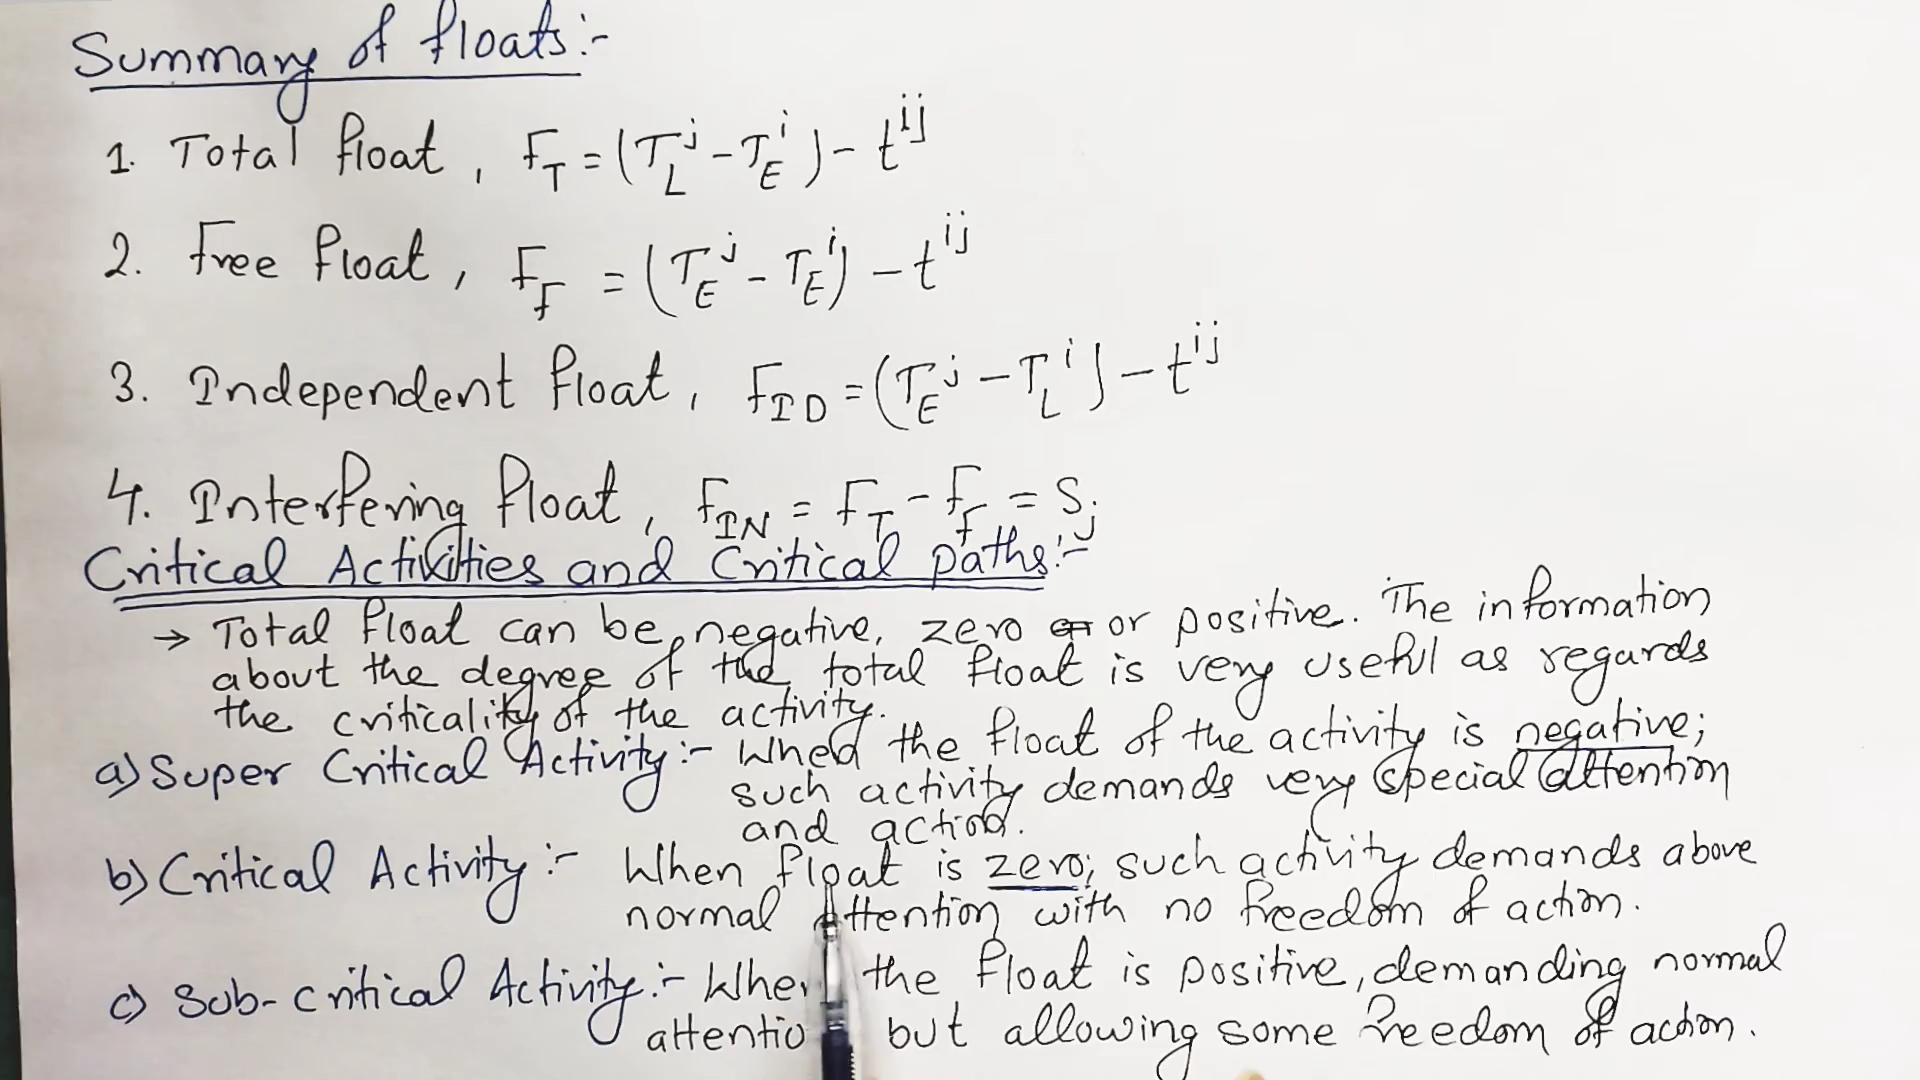 Summary of floats:-
1. Total float, F_T = (T_L^j - T_E^i) - t^ij
2. Free float, F_F = (T_E^j - T_E^i) - t^ij
3. Independent float, F_ID = (T_E^j - T_L^i) - t^ij
4. Interfering float, F_IN = F_T - F_F = S_j
Critical Activities and Critical paths:-
→ Total float can be negative, zero or positive. The information
about the degree of the total float is very useful as regards
the criticality of the activity.
a) Super Critical Activity:- When the float of the activity is negative;
such activity demands very special attention
and action.
b) Critical Activity:- When float is zero; such activity demands above
normal attention with no freedom of action.
c) Sub-critical Activity:- When the float is positive, demanding normal
attention but allowing some freedom of action.